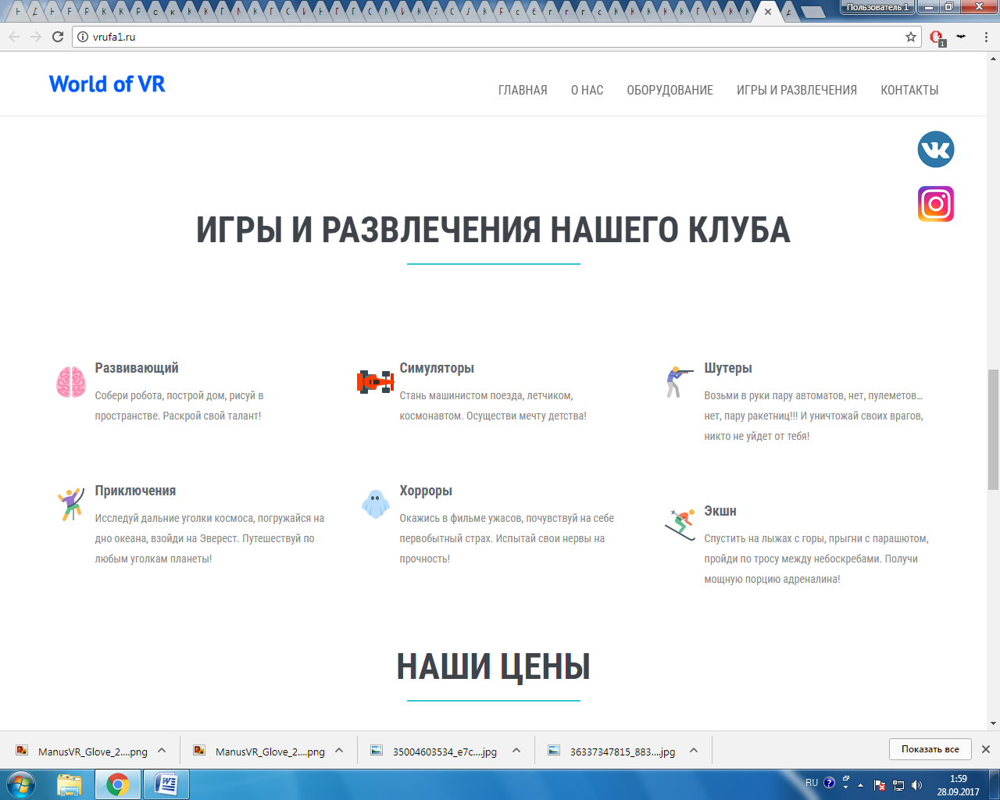 Пользователь 1
vrufa1.ru
1
World of VR
ГЛАВНАЯ О НАС ОБОРУДОВАНИЕ ИГРЫ И РАЗВЛЕЧЕНИЯ КОНТАКТЫ
ИГРЫ И РАЗВЛЕЧЕНИЯ НАШЕГО КЛУБА
Развивающий
Собери робота, построй дом, рисуй в
пространстве. Раскрой свой талант!
Симуляторы
Стань машинистом поезда, летчиком,
космонавтом. Осуществи мечту детства!
Шутеры
Возьми в руки пару автоматов, нет, пулеметов...
нет, пару ракетниц!!! И уничтожай своих врагов,
никто не уйдет от тебя!
Приключения
Исследуй дальние уголки космоса, погружайся на
дно океана, взойди на Эверест. Путешествуй по
любым уголкам планеты!
Хорроры
Окажись в фильме ужасов, почувствуй на себе
первобытный страх. Испытай свои нервы на
прочность!
Экшн
Спустить на лыжах с горы, прыгни с парашютом,
пройди по тросу между небоскребами. Получи
мощную порцию адреналина!
НАШИ ЦЕНЫ
ManusVR_Glove_2....png ManusVR_Glove_2....png 35004603534_e7c....jpg 36337347815_883....jpg Показать все
RU 1:59
28.09.2017